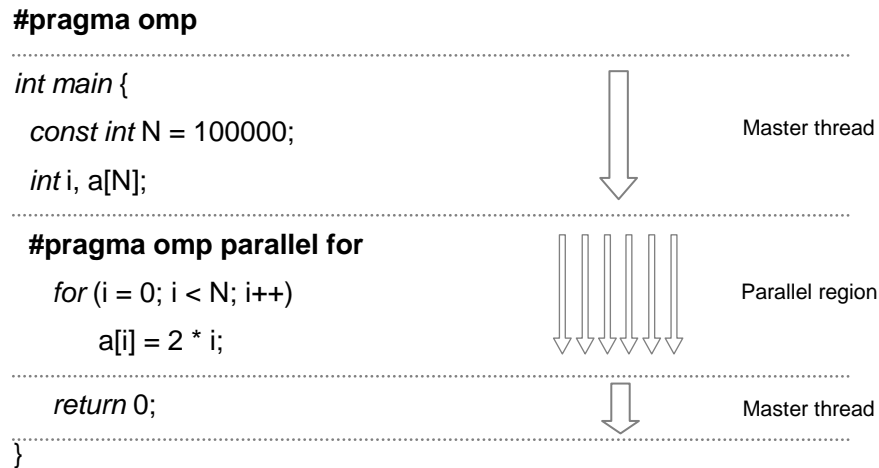 #pragma omp
int main {
const int N = 100000;
Master thread
int i, a[N];
#pragma omp parallel for
for (i = 0; i < N; i++)
Parallel region
a[i] = 2 * i;
return 0;
Master thread
}